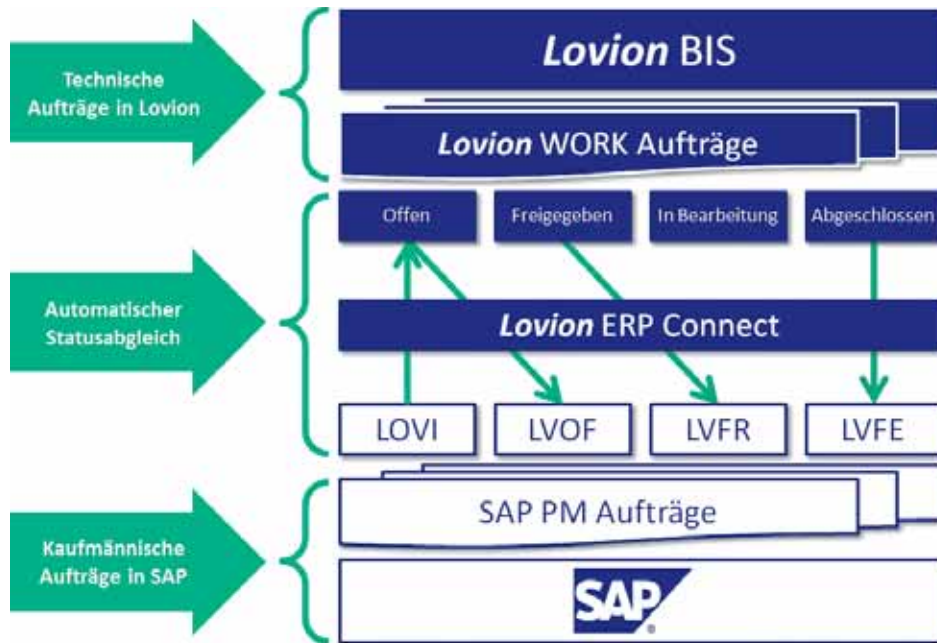 Lovion BIS
Technische
Aufträge in Lovion
Lovion WORK Aufträge
Offen
Freigegeben
In Bearbeitung
Abgeschlossen
Automatischer
Statusabgleich
Lovion ERP Connect
LOVI
LVOF
LVFR
LVFE
SAP PM Aufträge
Kaufmännische
Aufträge in SAP
SAP®